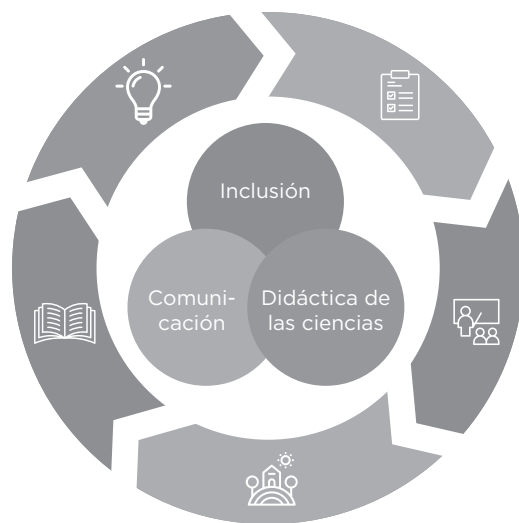 Inclusión
Comuni-
cación
Didáctica de
las ciencias